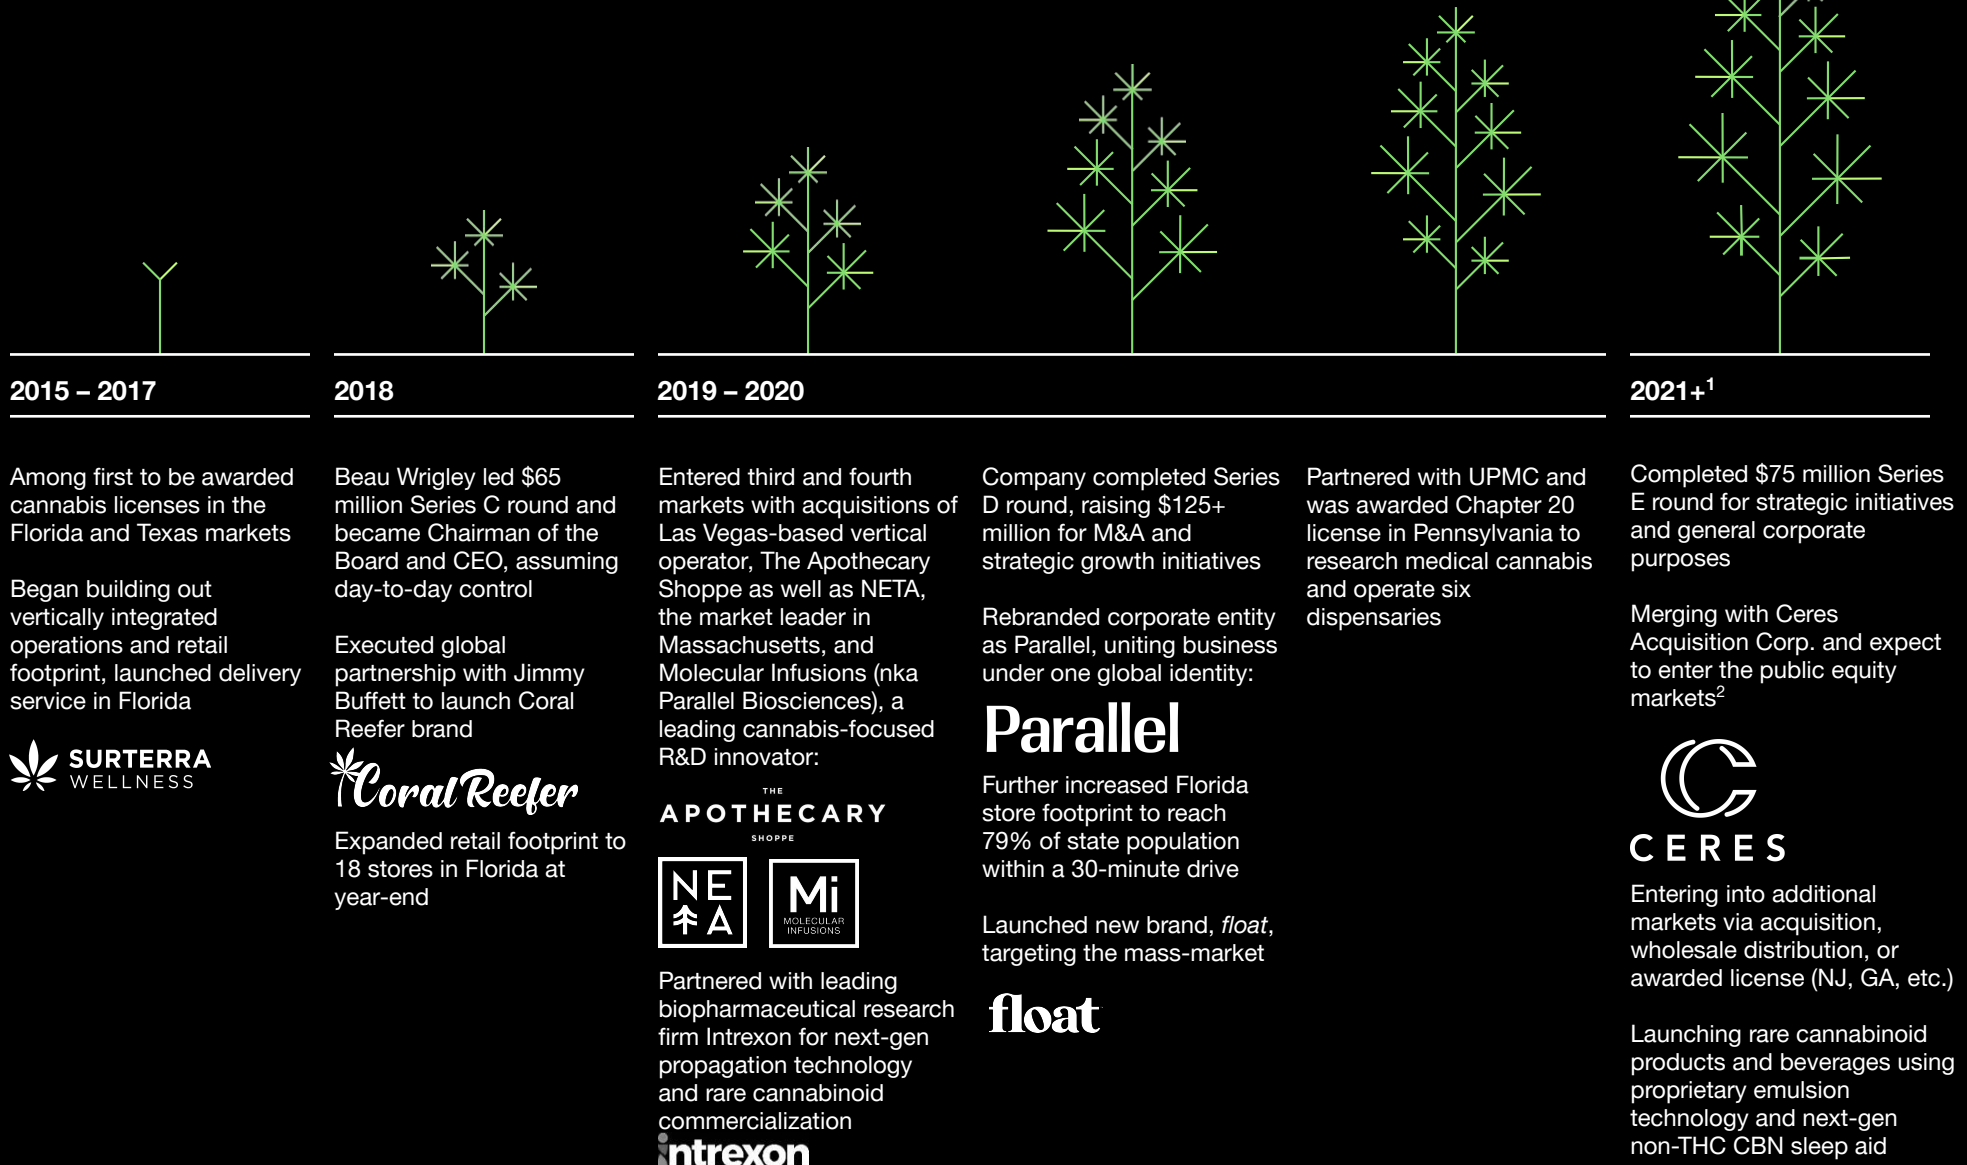 2015 – 2017
Among first to be awarded
cannabis licenses in the
Florida and Texas markets
Began building out
vertically integrated
operations and retail
footprint, launched delivery
service in Florida
SURTERRA
WELLNESS
2018
Beau Wrigley led $65
million Series C round and
became Chairman of the
Board and CEO, assuming
day-to-day control
Executed global
partnership with Jimmy
Buffett to launch Coral
Reefer brand
Coral Reefer
Expanded retail footprint to
18 stores in Florida at
year-end
2019 – 2020
Entered third and fourth
markets with acquisitions of
Las Vegas-based vertical
operator, The Apothecary
Shoppe as well as NETA,
the market leader in
Massachusetts, and
Molecular Infusions (nka
Parallel Biosciences), a
leading cannabis-focused
R&D innovator:
THE
APOTHECARY
SHOPPE
NE
TA
Mi
MOLECULAR
INFUSIONS
Partnered with leading
biopharmaceutical research
firm Intrexon for next-gen
propagation technology
and rare cannabinoid
commercialization
intrexon
Company completed Series
D round, raising $125+
million for M&A and
strategic growth initiatives
Rebranded corporate entity
as Parallel, uniting business
under one global identity:
Parallel
Further increased Florida
store footprint to reach
79% of state population
within a 30-minute drive
Launched new brand, float,
targeting the mass-market
float
Partnered with UPMC and
was awarded Chapter 20
license in Pennsylvania to
research medical cannabis
and operate six
dispensaries
2021+1
Completed $75 million Series
E round for strategic initiatives
and general corporate
purposes
Merging with Ceres
Acquisition Corp. and expect
to enter the public equity
markets2
CERES
Entering into additional
markets via acquisition,
wholesale distribution, or
awarded license (NJ, GA, etc.)
Launching rare cannabinoid
products and beverages using
proprietary emulsion
technology and next-gen
non-THC CBN sleep aid